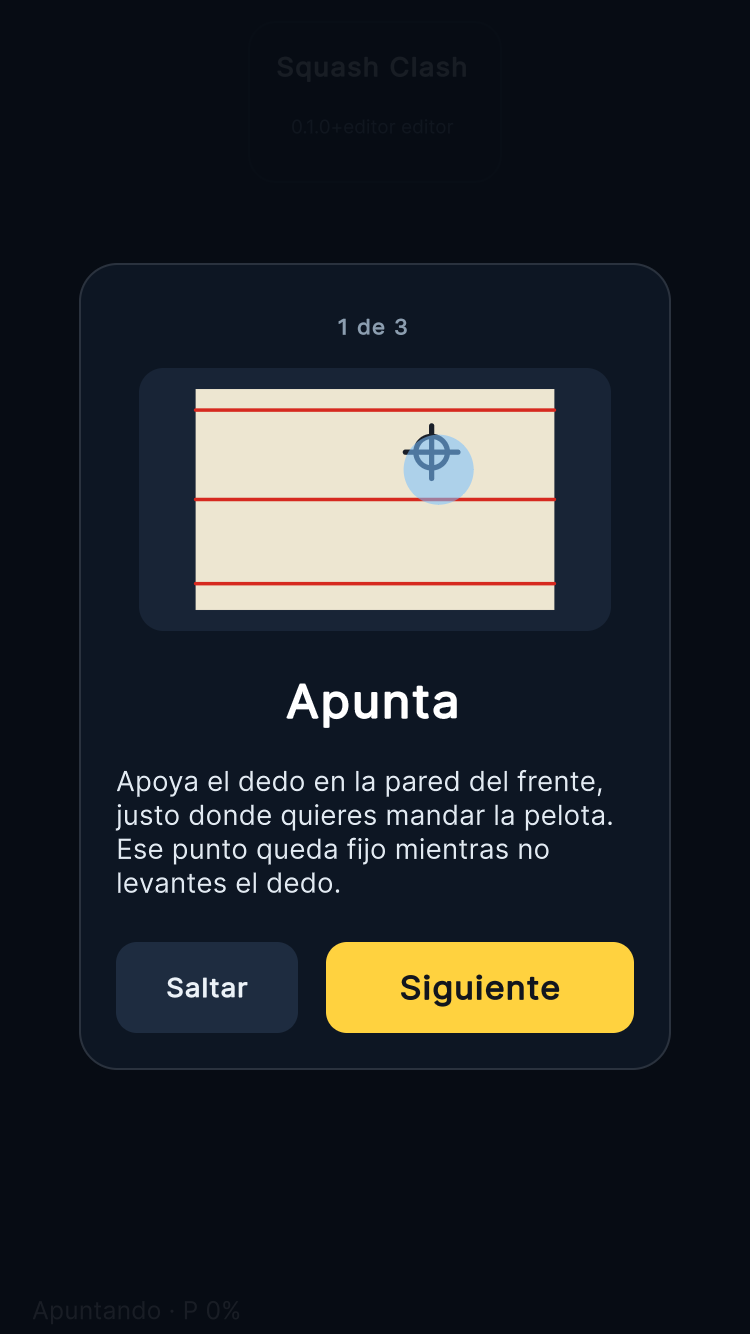 Squash Clash
0.1.0+editor editor
1 de 3
Apunta
Apoya el dedo en la pared del frente,
justo donde quieres mandar la pelota.
Ese punto queda fijo mientras no
levantes el dedo.
Saltar
Siguiente
Apuntando · P 0%